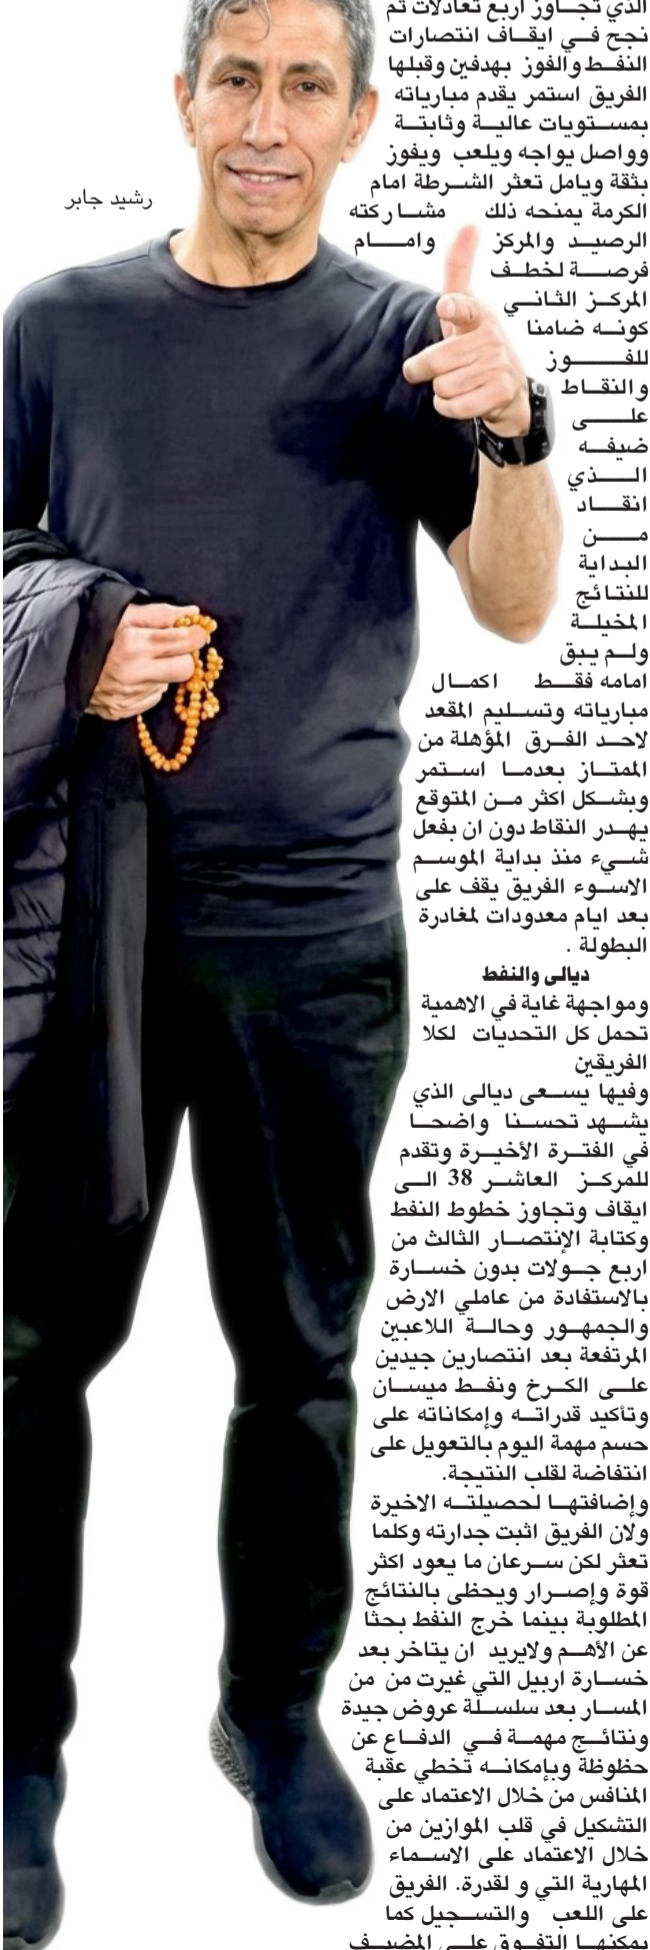 الذي تجاوز اربع تعادلات ثم
نجح في ايقاف انتصارات
النفط والفوز بهدفين وقبلها
الفريق استمر يقدم مبارياته
بمستويات عالية وثابتة
وواصل يواجه ويلعب ويفوز
بثقة ويامل تعثر الشرطة امام
الكرمة يمنحه ذلك مشاركته
الرصيد والمركز وامام
فرصة لخطف
المركز الثاني
كونه ضامنا
للفوز
والنقاط
على
ضيفه
الذي
انقاد
من
البداية
للنتائج
المخيلة
ولم يبق
امامه فقط اكمال
مبارياته وتسليم المقعد
لاحد الفرق المؤهلة من
الممتاز بعدما استمر
وبشكل اكثر من المتوقع
يهدر النقاط دون ان بفعل
شيء منذ بداية الموسم
الاسوء الفريق يقف على
بعد ايام معدودات لمغادرة
البطولة .
ديالى والنفط
ومواجهة غاية في الاهمية
تحمل كل التحديات لكلا
الفريقين
وفيها يسعى ديالى الذي
يشهد تحسنا واضحا
في الفترة الأخيرة وتقدم
للمركز العاشر 38 الى
ايقاف وتجاوز خطوط النفط
وكتابة الإنتصار الثالث من
اربع جولات بدون خسارة
بالاستفادة من عاملي الارض
والجمهور وحالة اللاعبين
المرتفعة بعد انتصارين جيدين
على الكرخ ونفط ميسان
وتأكيد قدراته وإمكاناته على
حسم مهمة اليوم بالتعويل على
انتفاضة لقلب النتيجة.
وإضافتها لحصيلته الاخيرة
ولان الفريق اثبت جدارته وكلما
تعثر لكن سرعان ما يعود اكثر
قوة وإصرار ويحظى بالنتائج
المطلوبة بينما خرج النفط بحثا
عن الأهم ولايريد ان يتاخر بعد
خسارة اربيل التي غيرت من من
المسار بعد سلسلة عروض جيدة
ونتائج مهمة في الدفاع عن
حظوظة وبإمكانه تخطي عقبة
المنافس من خلال الاعتماد على
التشكيل في قلب الموازين من
خلال الاعتماد على الاسماء
المهارية التي و لقدرة. الفريق
على اللعب والتسجيل كما
يمكنها التفوق على المضيف
رشيد جابر